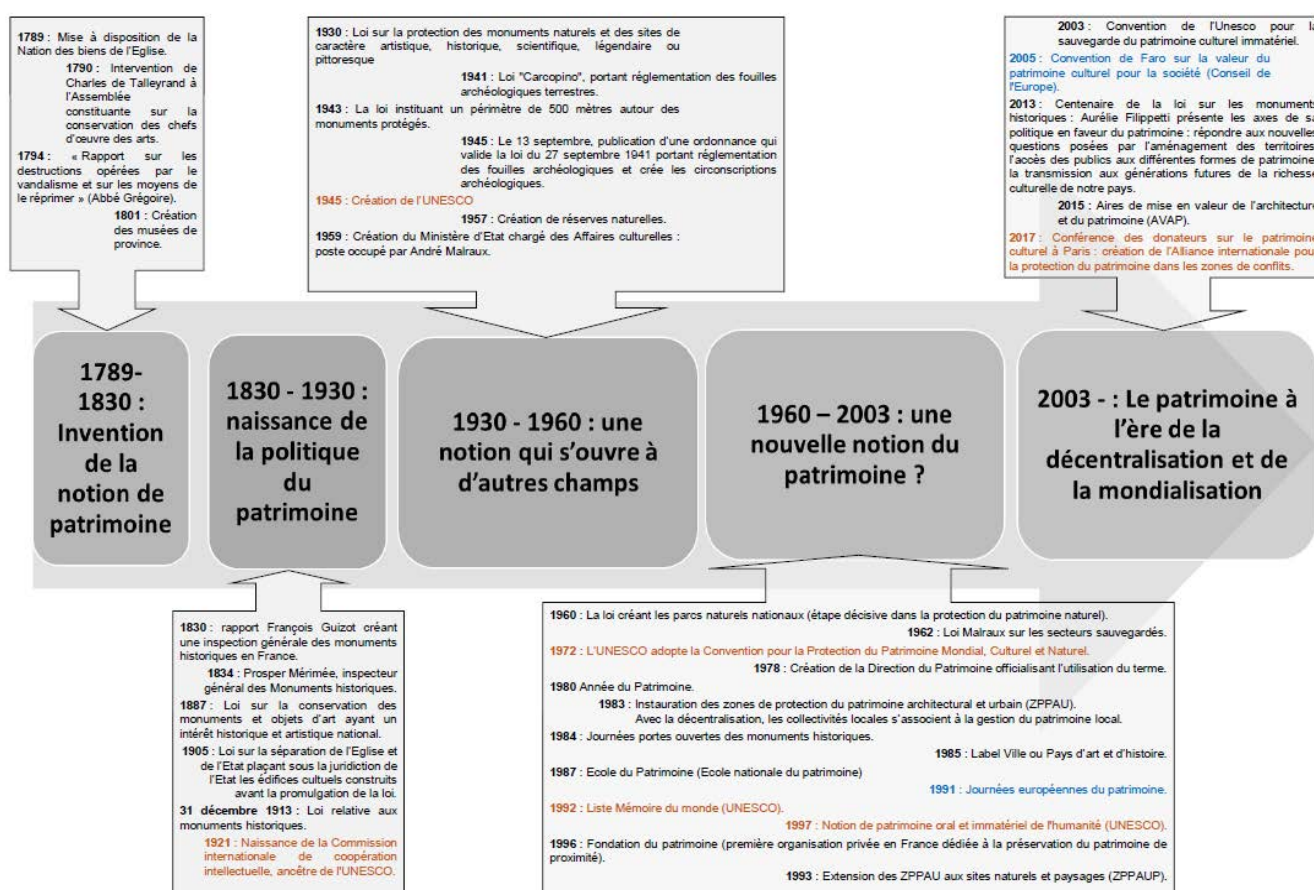 1789 : Mise à disposition de la
Nation des biens de l'Eglise.
1790 : Intervention de
Charles de Talleyrand à
l'Assemblée
constituante sur la
conservation des chefs
d'œuvre des arts.
1794 : « Rapport sur les
destructions opérées par le
vandalisme et sur les moyens de
le réprimer » (Abbé Grégoire).
1801 : Création
des musées de
province.
1930 : Loi sur la protection des monuments naturels et des sites de
caractère artistique, historique, scientifique, légendaire ou
pittoresque
1941 : Loi "Carcopino", portant réglementation des fouilles
archéologiques terrestres.
1943 : La loi instituant un périmètre de 500 mètres autour des
monuments protégés.
1945 : Le 13 septembre, publication d'une ordonnance qui
valide la loi du 27 septembre 1941 portant réglementation
des fouilles archéologiques et crée les circonscriptions
archéologiques.
1945 : Création de l'UNESCO
1957 : Création de réserves naturelles.
1959 : Création du Ministère d'Etat chargé des Affaires culturelles :
poste occupé par André Malraux.
2003 : Convention de l'Unesco pour la
sauvegarde du patrimoine culturel immatériel.
2005 : Convention de Faro sur la valeur du
patrimoine culturel pour la société (Conseil de
l'Europe).
2013 : Centenaire de la loi sur les monuments
historiques : Aurélie Filippetti présente les axes de sa
politique en faveur du patrimoine : répondre aux nouvelles
questions posées par l'aménagement des territoires
l'accès des publics aux différentes formes de patrimoine
la transmission aux générations futures de la richesse
culturelle de notre pays.
2015 : Aires de mise en valeur de l'architecture
et du patrimoine (AVAP).
2017 : Conférence des donateurs sur le patrimoine
culturel à Paris : création de l'Alliance internationale pour
la protection du patrimoine dans les zones de conflits.
1789-
1830 :
Invention
de la
notion de
patrimoine
1830 - 1930 :
naissance de
la politique
du
patrimoine
1930 - 1960 : une
notion qui s'ouvre à
d'autres champs
1960 – 2003 : une
nouvelle notion du
patrimoine ?
2003 - : Le patrimoine à
l'ère de la
décentralisation et de
la mondialisation
1830 : rapport François Guizot créant
une inspection générale des monuments
historiques en France.
1834 : Prosper Mérimée, inspecteur
général des Monuments historiques.
1887 : Loi sur la conservation des
monuments et objets d'art ayant un
intérêt historique et artistique national.
1905 : Loi sur la séparation de l'Eglise et
de l'Etat plaçant sous la juridiction de
l'Etat les édifices cultuels construits
avant la promulgation de la loi.
31 décembre 1913 : Loi relative aux
monuments historiques.
1921 : Naissance de la Commission
internationale de coopération
intellectuelle, ancêtre de l'UNESCO.
1960 : La loi créant les parcs naturels nationaux (étape décisive dans la protection du patrimoine naturel).
1962 : Loi Malraux sur les secteurs sauvegardés.
1972 : L'UNESCO adopte la Convention pour la Protection du Patrimoine Mondial, Culturel et Naturel.
1978 : Création de la Direction du Patrimoine officialisant l'utilisation du terme.
1980 Année du Patrimoine.
1983 : Instauration des zones de protection du patrimoine architectural et urbain (ZPPAU).
Avec la décentralisation, les collectivités locales s'associent à la gestion du patrimoine local.
1984 : Journées portes ouvertes des monuments historiques.
1985 : Label Ville ou Pays d'art et d'histoire.
1987 : Ecole du Patrimoine (Ecole nationale du patrimoine)
1991 : Journées européennes du patrimoine.
1992 : Liste Mémoire du monde (UNESCO).
1997 : Notion de patrimoine oral et immatériel de l'humanité (UNESCO).
1996 : Fondation du patrimoine (première organisation privée en France dédiée à la préservation du patrimoine de
proximité).
1993 : Extension des ZPPAU aux sites naturels et paysages (ZPPAUP).